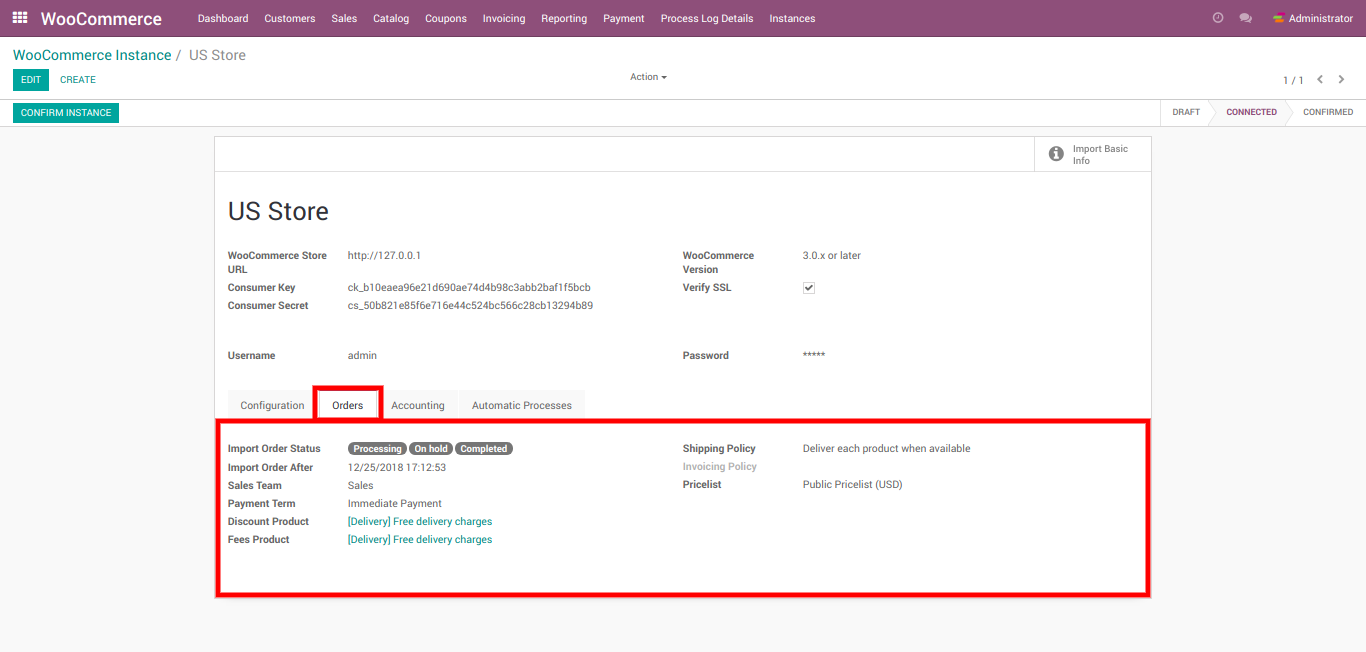 WooCommerce Dashboard Customers Sales Catalog Coupons Invoicing Reporting Payment Process Log Details Instances Administrator
WooCommerce Instance / US Store
EDIT CREATE Action 1 / 1
CONFIRM INSTANCE DRAFT CONNECTED CONFIRMED
Import Basic
Info
US Store
WooCommerce Store
URL
http://127.0.0.1
WooCommerce
Version
3.0.x or later
Consumer Key ck_b10eaea96e21d690ae74d4b98c3abb2baf1f5bcb Verify SSL
Consumer Secret cs_50b821e85f6e716e44c524bc566c28cb13294b89
Username admin Password *****
Configuration Orders Accounting Automatic Processes
Import Order Status Processing On hold Completed Shipping Policy Deliver each product when available
Import Order After 12/25/2018 17:12:53 Invoicing Policy
Sales Team Sales Pricelist Public Pricelist (USD)
Payment Term Immediate Payment
Discount Product [Delivery] Free delivery charges
Fees Product [Delivery] Free delivery charges